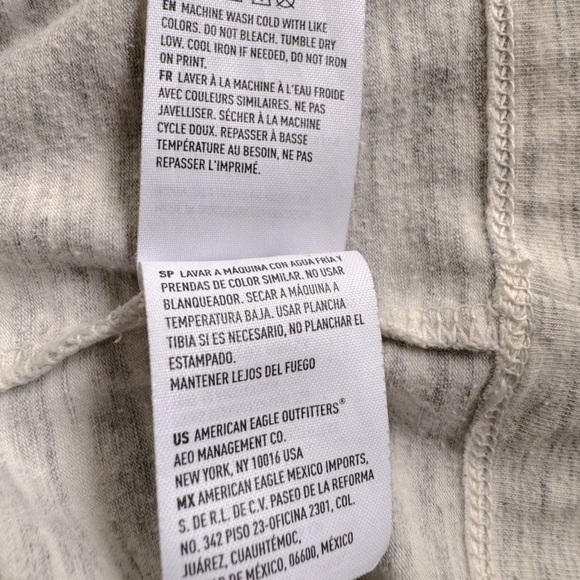 EN MACHINE WASH COLD WITH LIKE
COLORS. DO NOT BLEACH. TUMBLE DRY
LOW. COOL IRON IF NEEDED, DO NOT IRON
ON PRINT.
FR LAVER À LA MACHINE À L'EAU FROIDE
AVEC COULEURS SIMILAIRES. NE PAS
JAVELLISER. SÉCHER À LA MACHINE
CYCLE DOUX. REPASSER À BASSE
TEMPÉRATURE AU BESOIN, NE PAS
REPASSER L'IMPRIMÉ.
SP LAVAR A MÁQUINA CON AGUA FRÍA Y
PRENDAS DE COLOR SIMILAR. NO USAR
BLANQUEADOR. SECAR A MÁQUINA A
TEMPERATURA BAJA. USAR PLANCHA
TIBIA SI ES NECESARIO, NO PLANCHAR EL
ESTAMPADO.
MANTENER LEJOS DEL FUEGO
US AMERICAN EAGLE OUTFITTERS®
AEO MANAGEMENT CO.
NEW YORK, NY 10016 USA
MX AMERICAN EAGLE MEXICO IMPORTS,
S. DE R.L. DE C.V. PASEO DE LA REFORMA
NO. 342 PISO 23-OFICINA 2301, COL.
JUÁREZ, CUAUHTÉMOC,
DE MÉXICO, 06600, MÉXICO